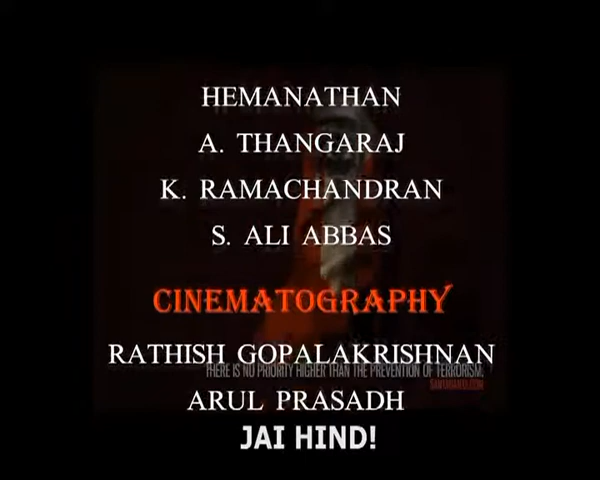 HEMANATHAN
A. THANGARAJ
K. RAMACHANDRAN
S. ALI ABBAS
CINEMATOGRAPHY
RATHISH GOPALAKRISHNAN
THERE IS NO PRIORITY HIGHER THAN THE PREVENTION OF TERRORISM.
ARUL PRASADH
JAI HIND!